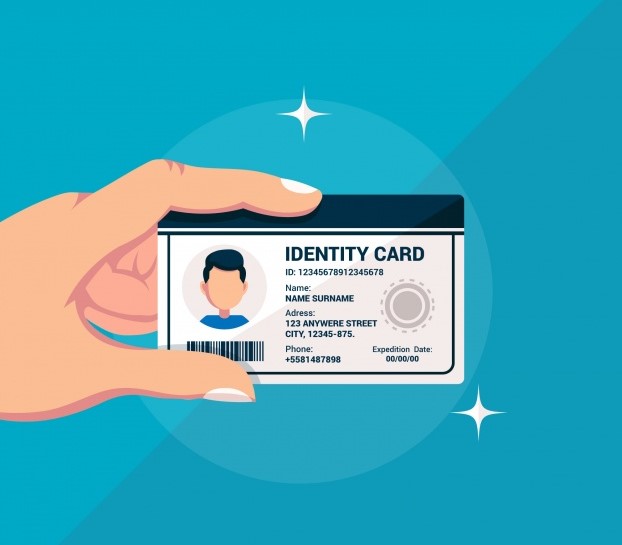 IDENTITY CARD
ID: 12345678912345678
Name:
NAME SURNAME
Adress:
123 ANYWERE STREET
CITY, 12345-875.
Phone:
+5581487898
Expedition Date:
00/00/00